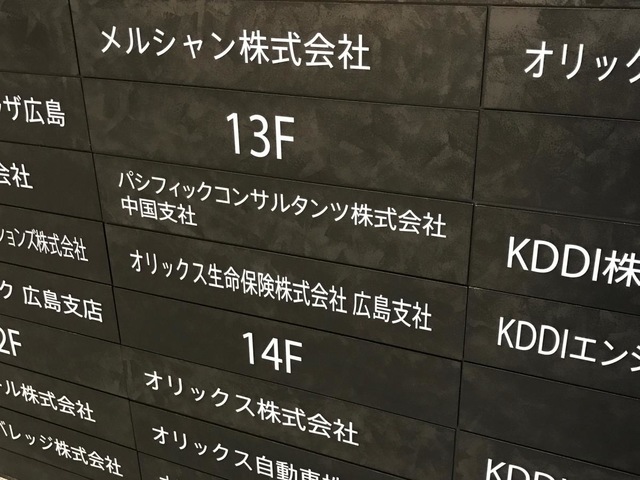 メルシャン株式会社
オリック
ザ広島
13F
会社
パシフィックコンサルタンツ株式会社
中国支社
KDDI株
ションズ株式会社
オリックス生命保険株式会社 広島支社
ク 広島支店
KDDIエンジ
2F
14F
ール株式会社
オリックス株式会社
バレッジ株式会社
オリックス自動車
KDDI